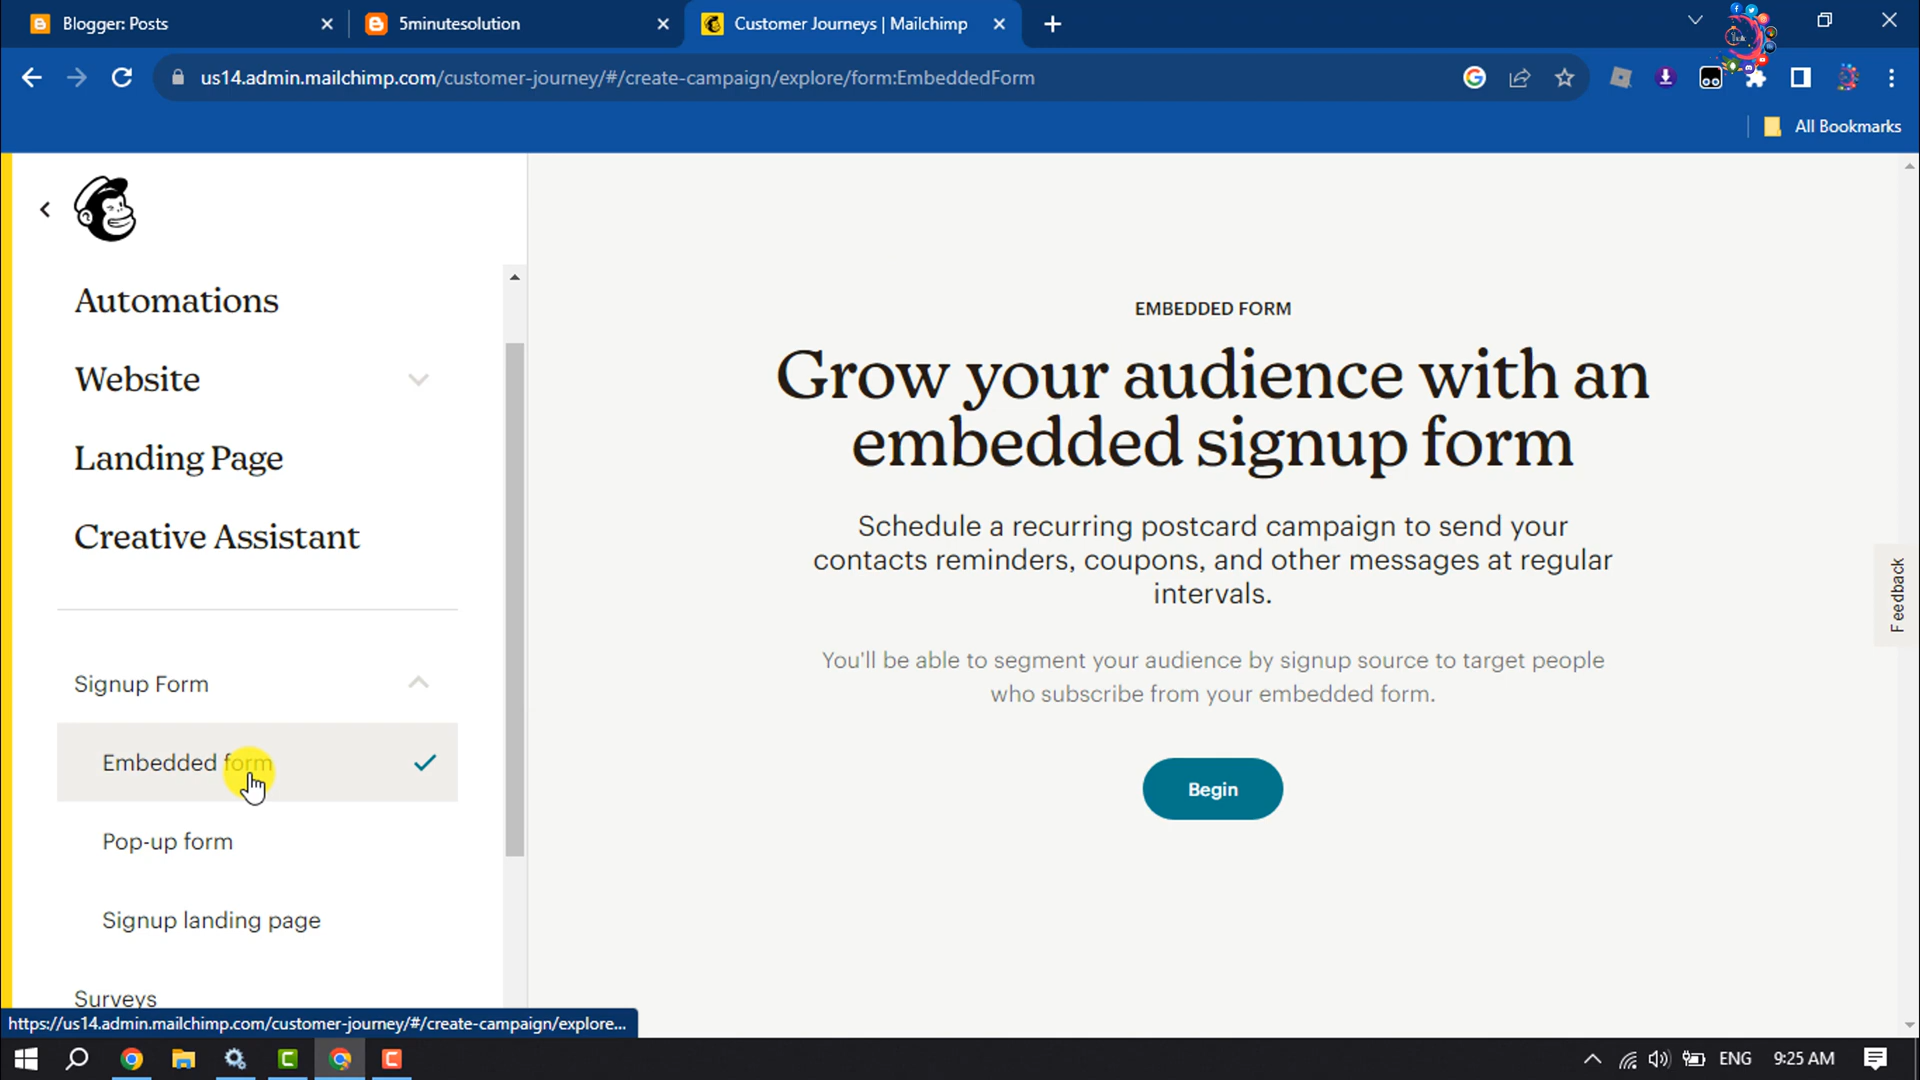 Blogger: Posts
5minutesolution
Customer Journeys | Mailchimp
us14.admin.mailchimp.com/customer-journey/#/create-campaign/explore/form:EmbeddedForm
All Bookmarks
Automations
Website
Landing Page
Creative Assistant
Signup Form
Embedded form
Pop-up form
Signup landing page
Surveys
EMBEDDED FORM
Grow your audience with an
embedded signup form
Schedule a recurring postcard campaign to send your
contacts reminders, coupons, and other messages at regular
intervals.
You'll be able to segment your audience by signup source to target people
who subscribe from your embedded form.
Begin
Feedback
https://us14.admin.mailchimp.com/customer-journey/#/create-campaign/explore...
ENG
9:25 AM